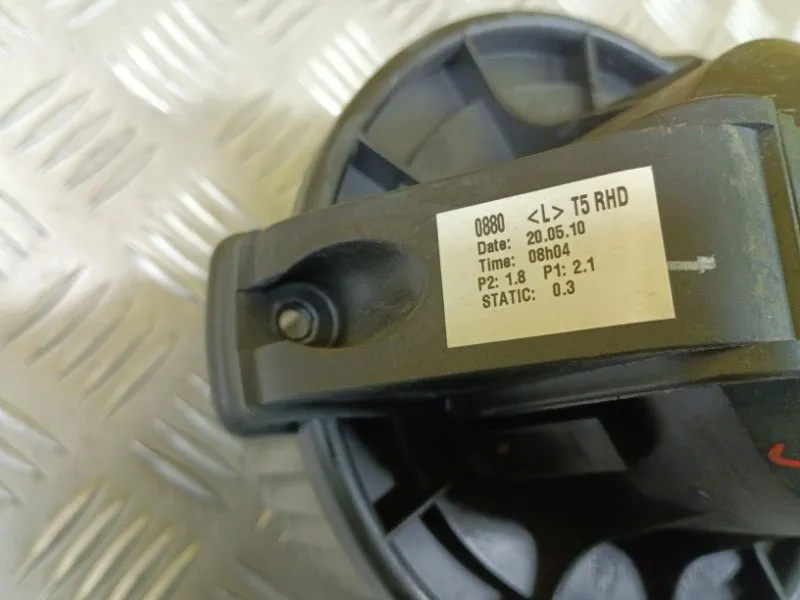 0880 <L> T5 RHD
Date: 20.05.10
Time: 08h04
P2: 1.8 P1: 2.1
STATIC: 0.3